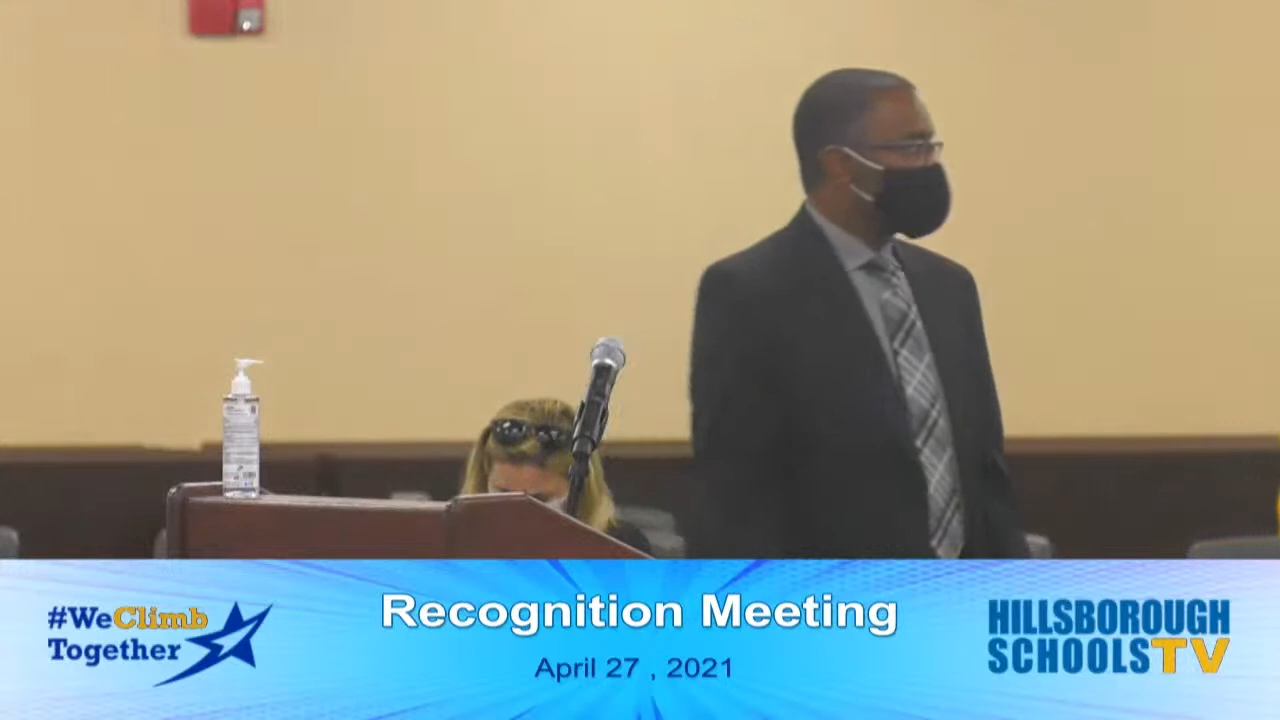 #WeClimb
Together
Recognition Meeting
April 27 , 2021
HILLSBOROUGH
SCHOOLSTV